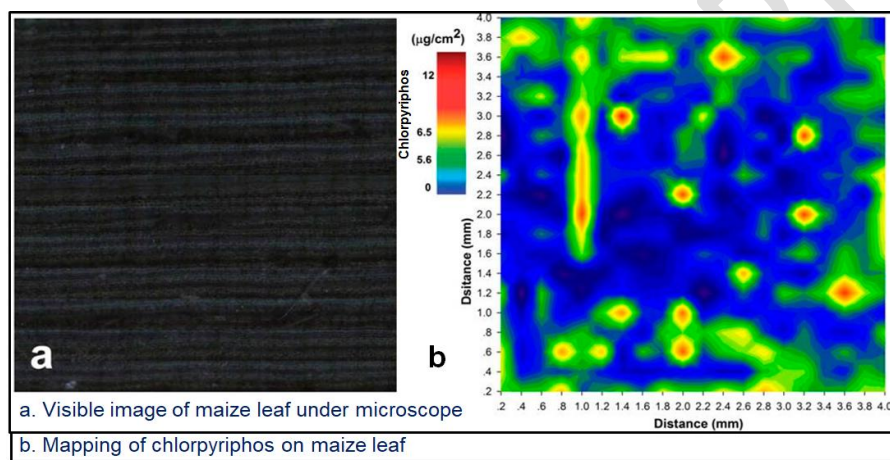 a
(µg/cm2)
Chlorpyriphos
12
6.5
5.6
0
b
Dsitance (mm)
4.0
3.8
3.6
3.4
3.2
3.0
2.8
2.6
2.4
2.2
2.0
1.8
1.6
1.4
1.2
1.0
.8
.6
.4
.2
.2 .4 .6 .8 1.0 1.2 1.4 1.6 1.8 2.0 2.2 2.4 2.6 2.8 3.0 3.2 3.4 3.6 3.8 4.0
Distance (mm)
a. Visible image of maize leaf under microscope
b. Mapping of chlorpyriphos on maize leaf